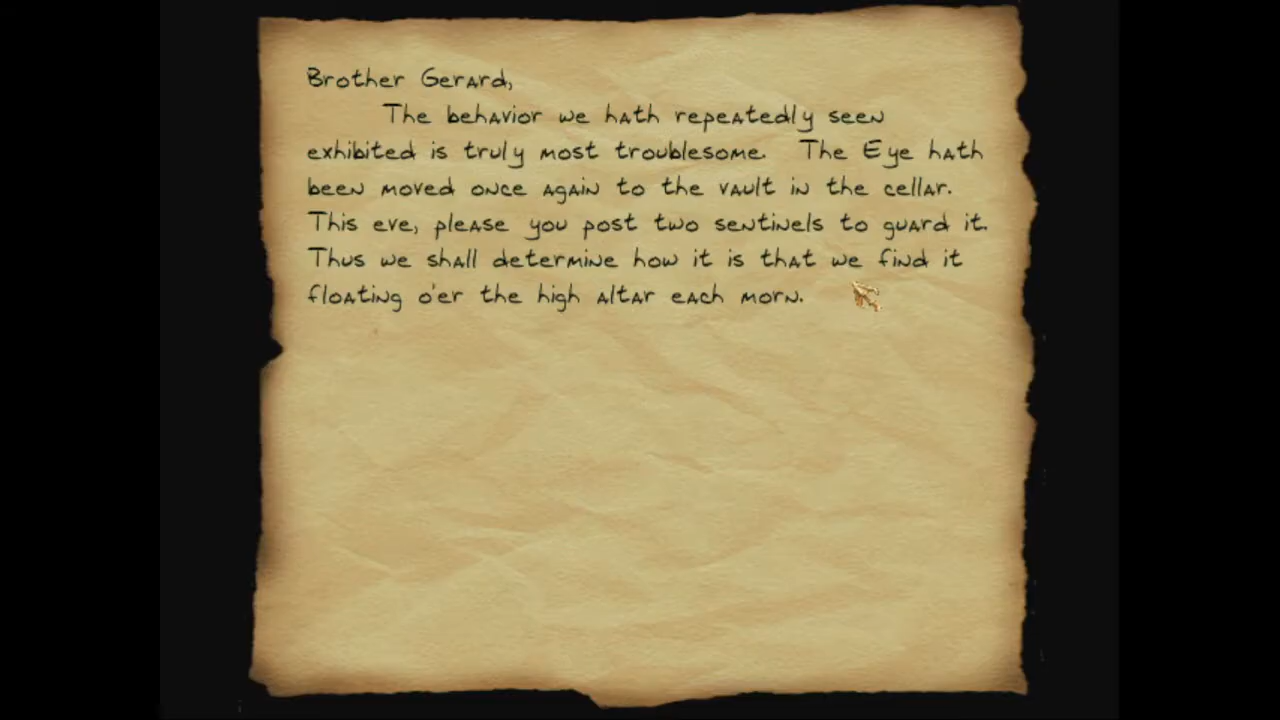 Brother Gerard,
The behavior we hath repeatedly seen
exhibited is truly most troublesome. The Eye hath
been moved once again to the vault in the cellar.
This eve, please you post two sentinels to guard it.
Thus we shall determine how it is that we find it
floating o'er the high altar each morn.